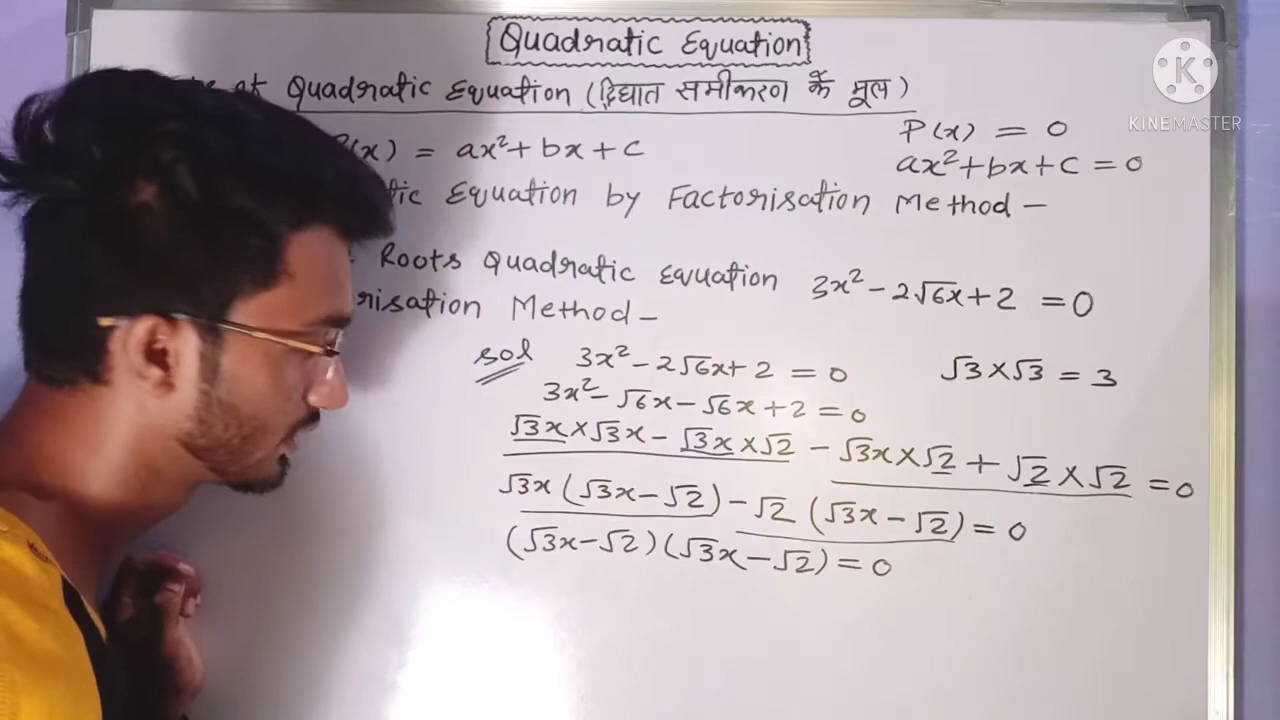 Quadratic Equation
at Quadratic Equation (द्विघात समीकरण के मूल)
P(x) = ax²+bx+c
P(x) = 0
ax²+bx+c = 0
Equation by Factorisation Method -
Roots Quadratic Equation 3x² - 2√6x + 2 = 0
Method -
sol 3x² - 2√6x + 2 = 0
√3 × √3 = 3
3x² - √6x - √6x + 2 = 0
√3x × √3x - √3x × √2 - √3x × √2 + √2 × √2 = 0
√3x (√3x - √2) - √2 (√3x - √2) = 0
(√3x - √2) (√3x - √2) = 0
KINEMASTER